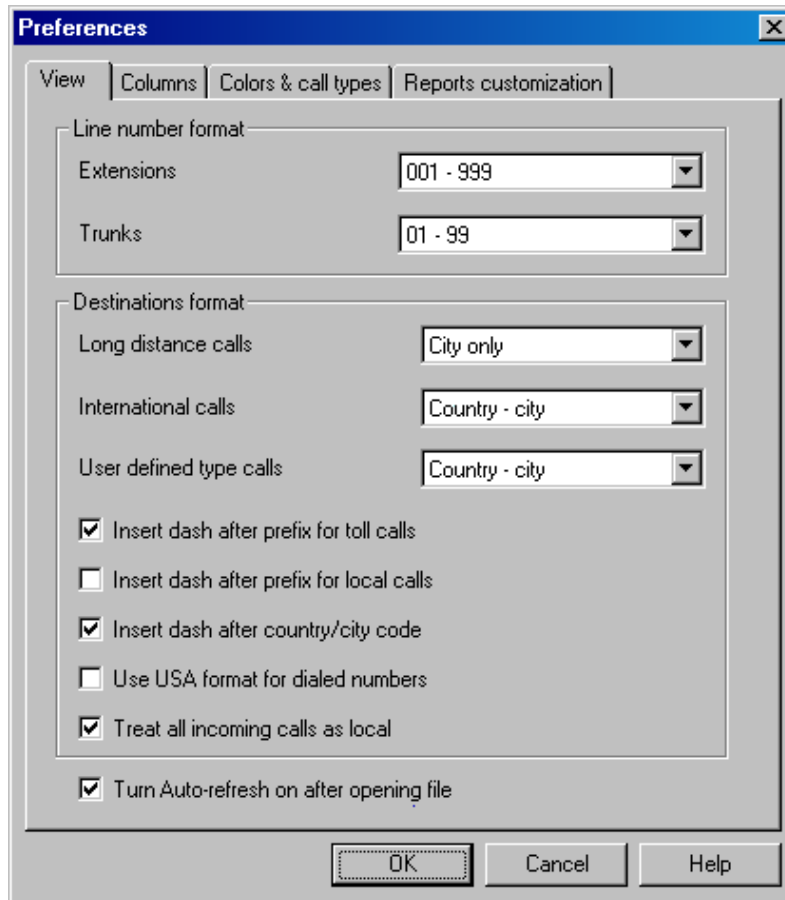 Preferences
View Columns Colors & call types Reports customization
Line number format
Extensions 001 - 999
Trunks 01 - 99
Destinations format
Long distance calls City only
International calls Country - city
User defined type calls Country - city
Insert dash after prefix for toll calls
Insert dash after prefix for local calls
Insert dash after country/city code
Use USA format for dialed numbers
Treat all incoming calls as local
Turn Auto-refresh on after opening file
OK Cancel Help